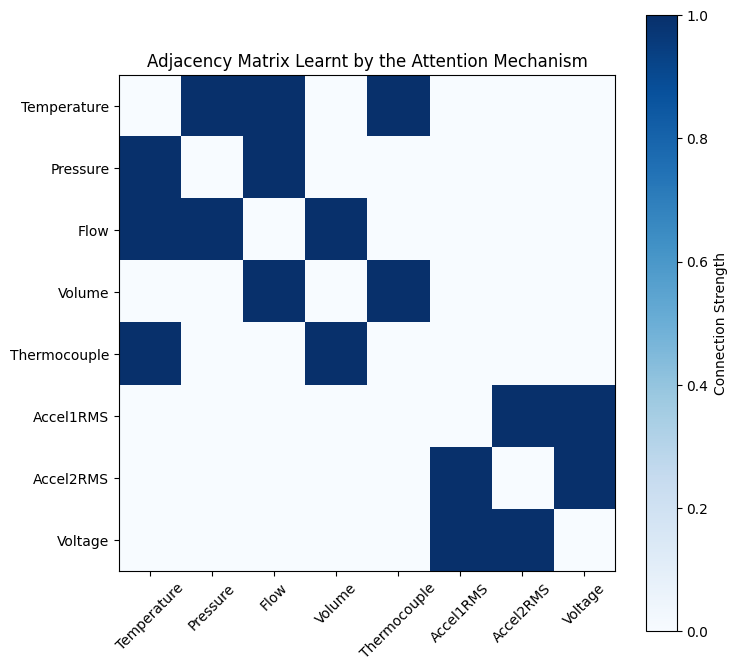 Adjacency Matrix Learnt by the Attention Mechanism
Temperature
Pressure
Flow
Volume
Thermocouple
Accel1RMS
Accel2RMS
Voltage
Temperature
Pressure
Flow
Volume
Thermocouple
Accel1RMS
Accel2RMS
Voltage
1.0
0.8
0.6
0.4
0.2
0.0
Connection Strength